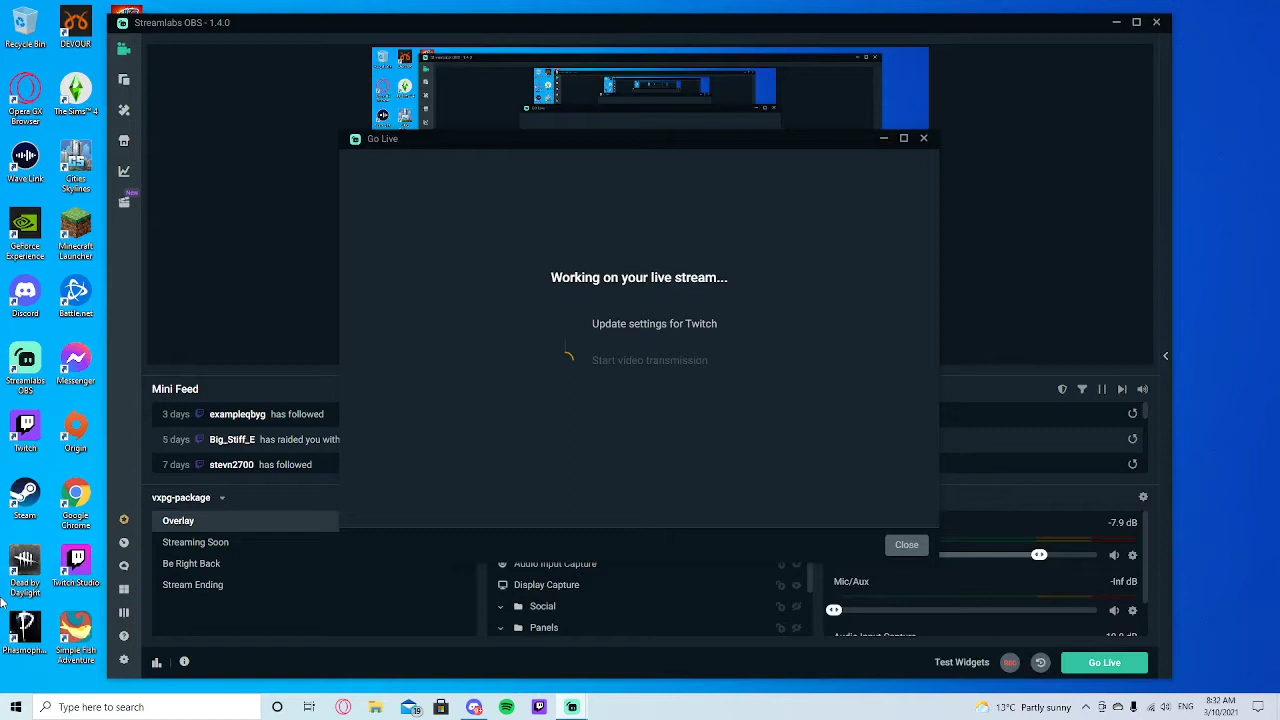 Streamlabs OBS - 1.4.0
Recycle Bin
DEVOUR
Opera GX Browser
The Sims™ 4
Wave Link
Cities Skylines
New
GeForce Experience
Minecraft Launcher
Discord
Battle.net
Streamlabs OBS
Messenger
Twitch
Origin
Steam
Google Chrome
Dead by Daylight
Twitch Studio
Phasmoph...
Simple Fish Adventure
Go Live
Working on your live stream...
Update settings for Twitch
Start video transmission
Close
Mini Feed
3 days exampleqbyg has followed
5 days Big_Stiff_E has raided you with
7 days stevn2700 has followed
vxpg-package
Overlay
Streaming Soon
Be Right Back
Stream Ending
Audio Input Capture
Display Capture
Social
Panels
-7.9 dB
Mic/Aux
-Inf dB
Audio Input Capture
Test Widgets
REC
Go Live
Type here to search
13°C Partly sunny
8:32 AM
3/10/2021